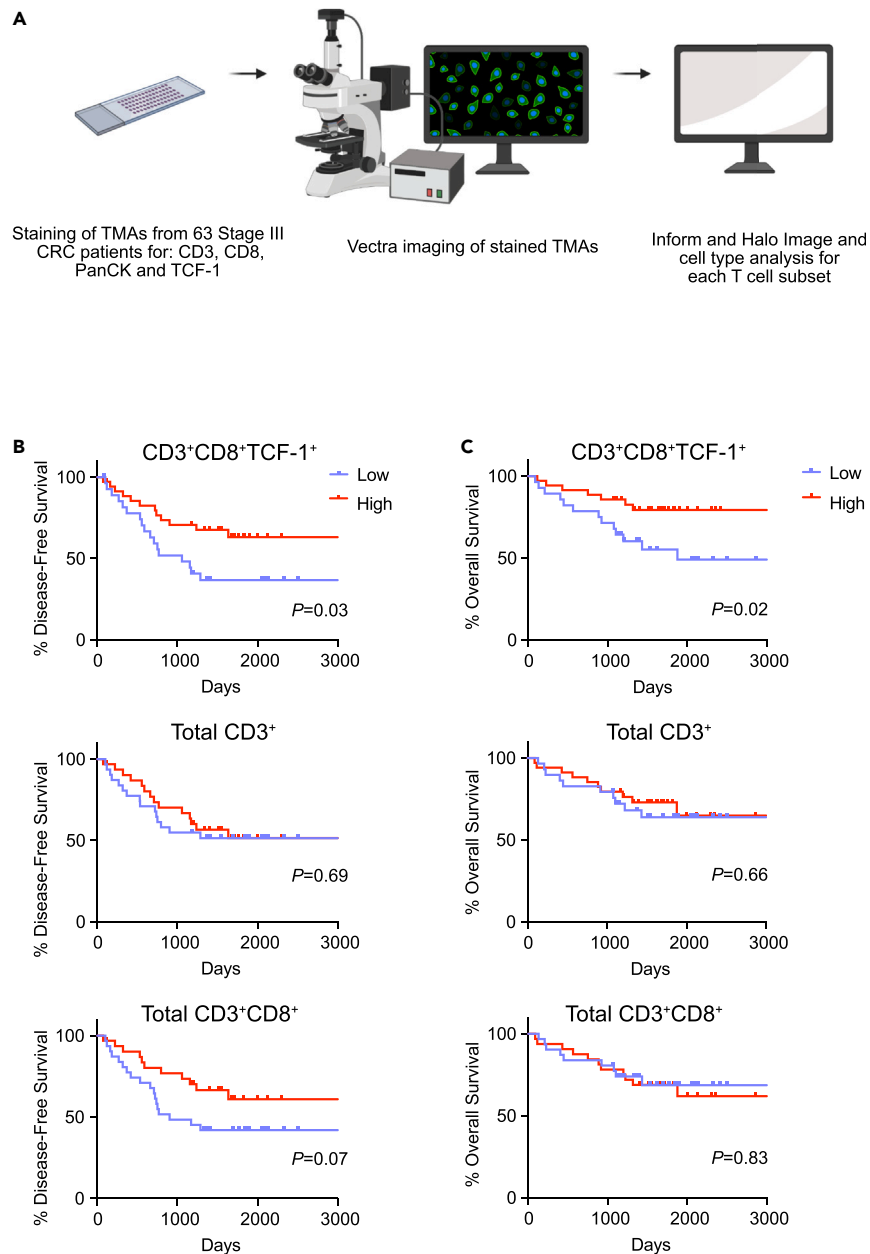 A
Staining of TMAs from 63 Stage III
CRC patients for: CD3, CD8,
PanCK and TCF-1
Vectra imaging of stained TMAs
Inform and Halo Image and
cell type analysis for
each T cell subset
B
CD3⁺CD8⁺TCF-1⁺
Low
High
% Disease-Free Survival
100
50
0
P=0.03
0 1000 2000 3000
Days
C
CD3⁺CD8⁺TCF-1⁺
Low
High
% Overall Survival
100
50
0
P=0.02
0 1000 2000 3000
Days
Total CD3⁺
% Disease-Free Survival
100
50
0
P=0.69
0 1000 2000 3000
Days
Total CD3⁺
% Overall Survival
100
50
0
P=0.66
0 1000 2000 3000
Days
Total CD3⁺CD8⁺
% Disease-Free Survival
100
50
0
P=0.07
0 1000 2000 3000
Days
Total CD3⁺CD8⁺
% Overall Survival
100
50
0
P=0.83
0 1000 2000 3000
Days